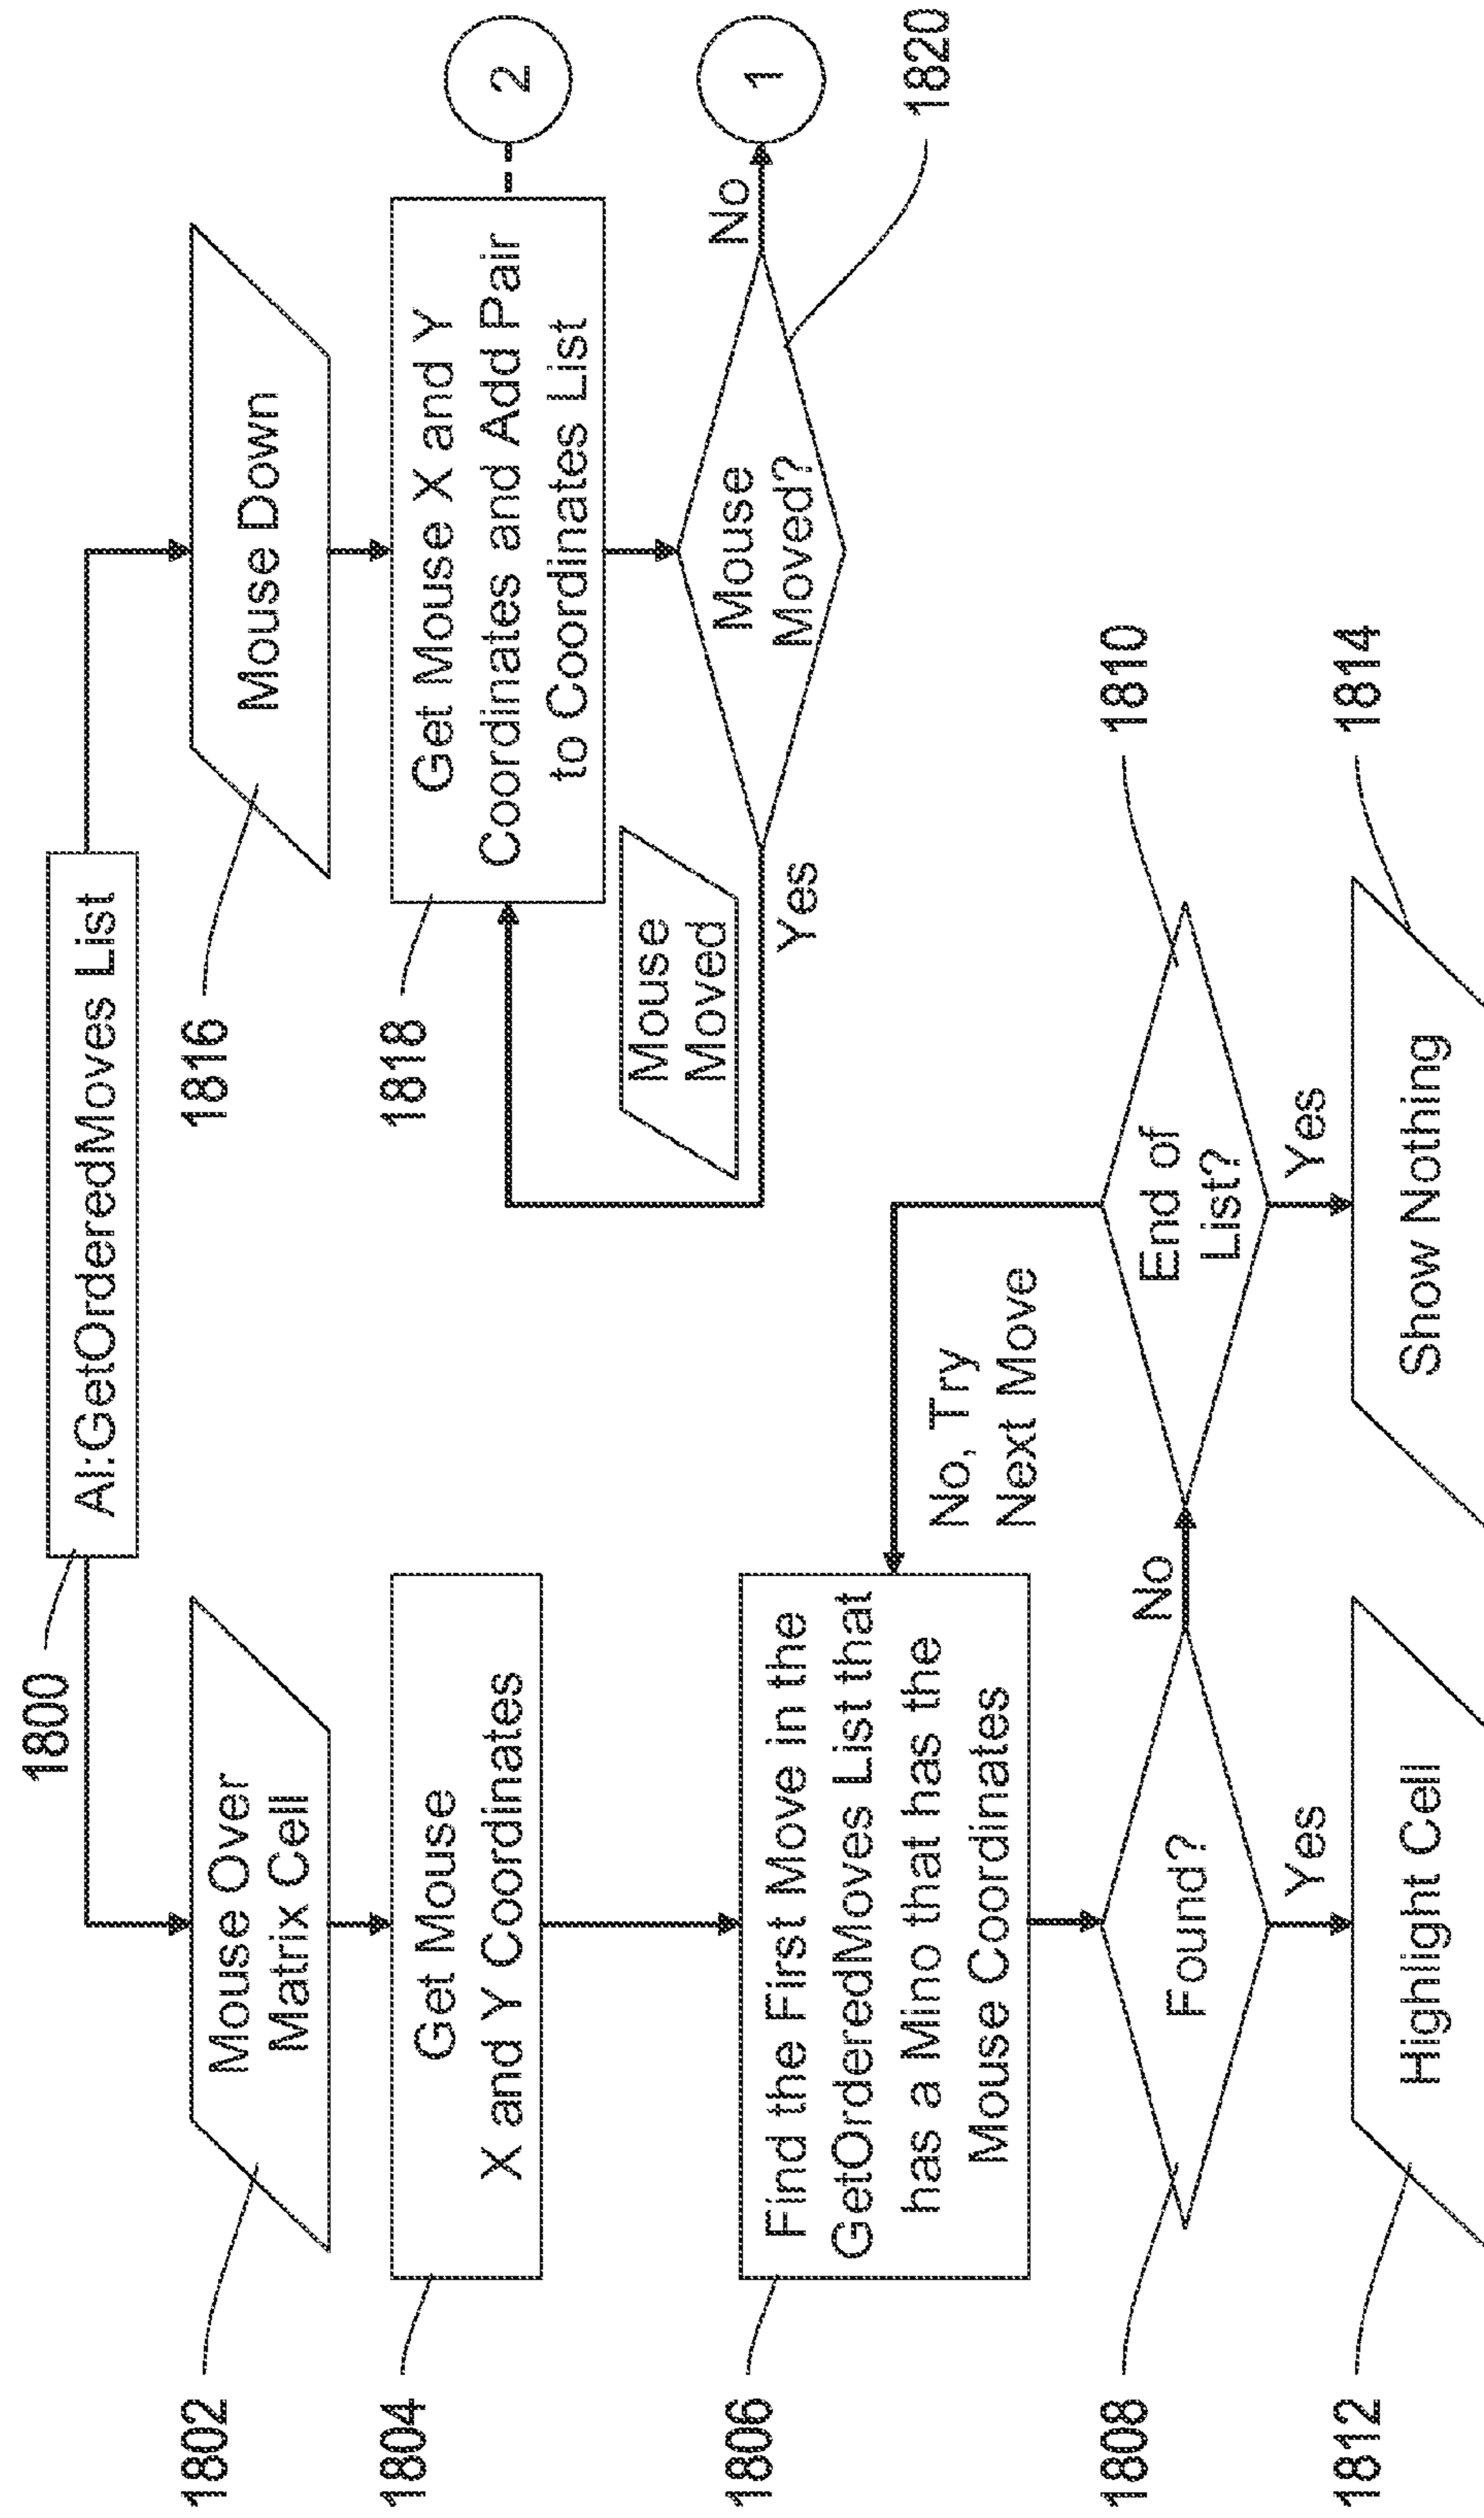 1800
AI:GetOrderedMoves List
1802
Mouse Over
Matrix Cell
1804
Get Mouse
X and Y Coordinates
1806
Find the First Move in the
GetOrderedMoves List that
has a Mino that has the
Mouse Coordinates
No, Try
Next Move
1808
Found?
No
End of
List?
1810
Yes
Yes
1812
Highlight Cell
Show Nothing
1814
1816
Mouse Down
1818
Get Mouse X and Y
Coordinates and Add Pair
to Coordinates List
2
Mouse
Moved
Yes
Mouse
Moved?
No
1
1820